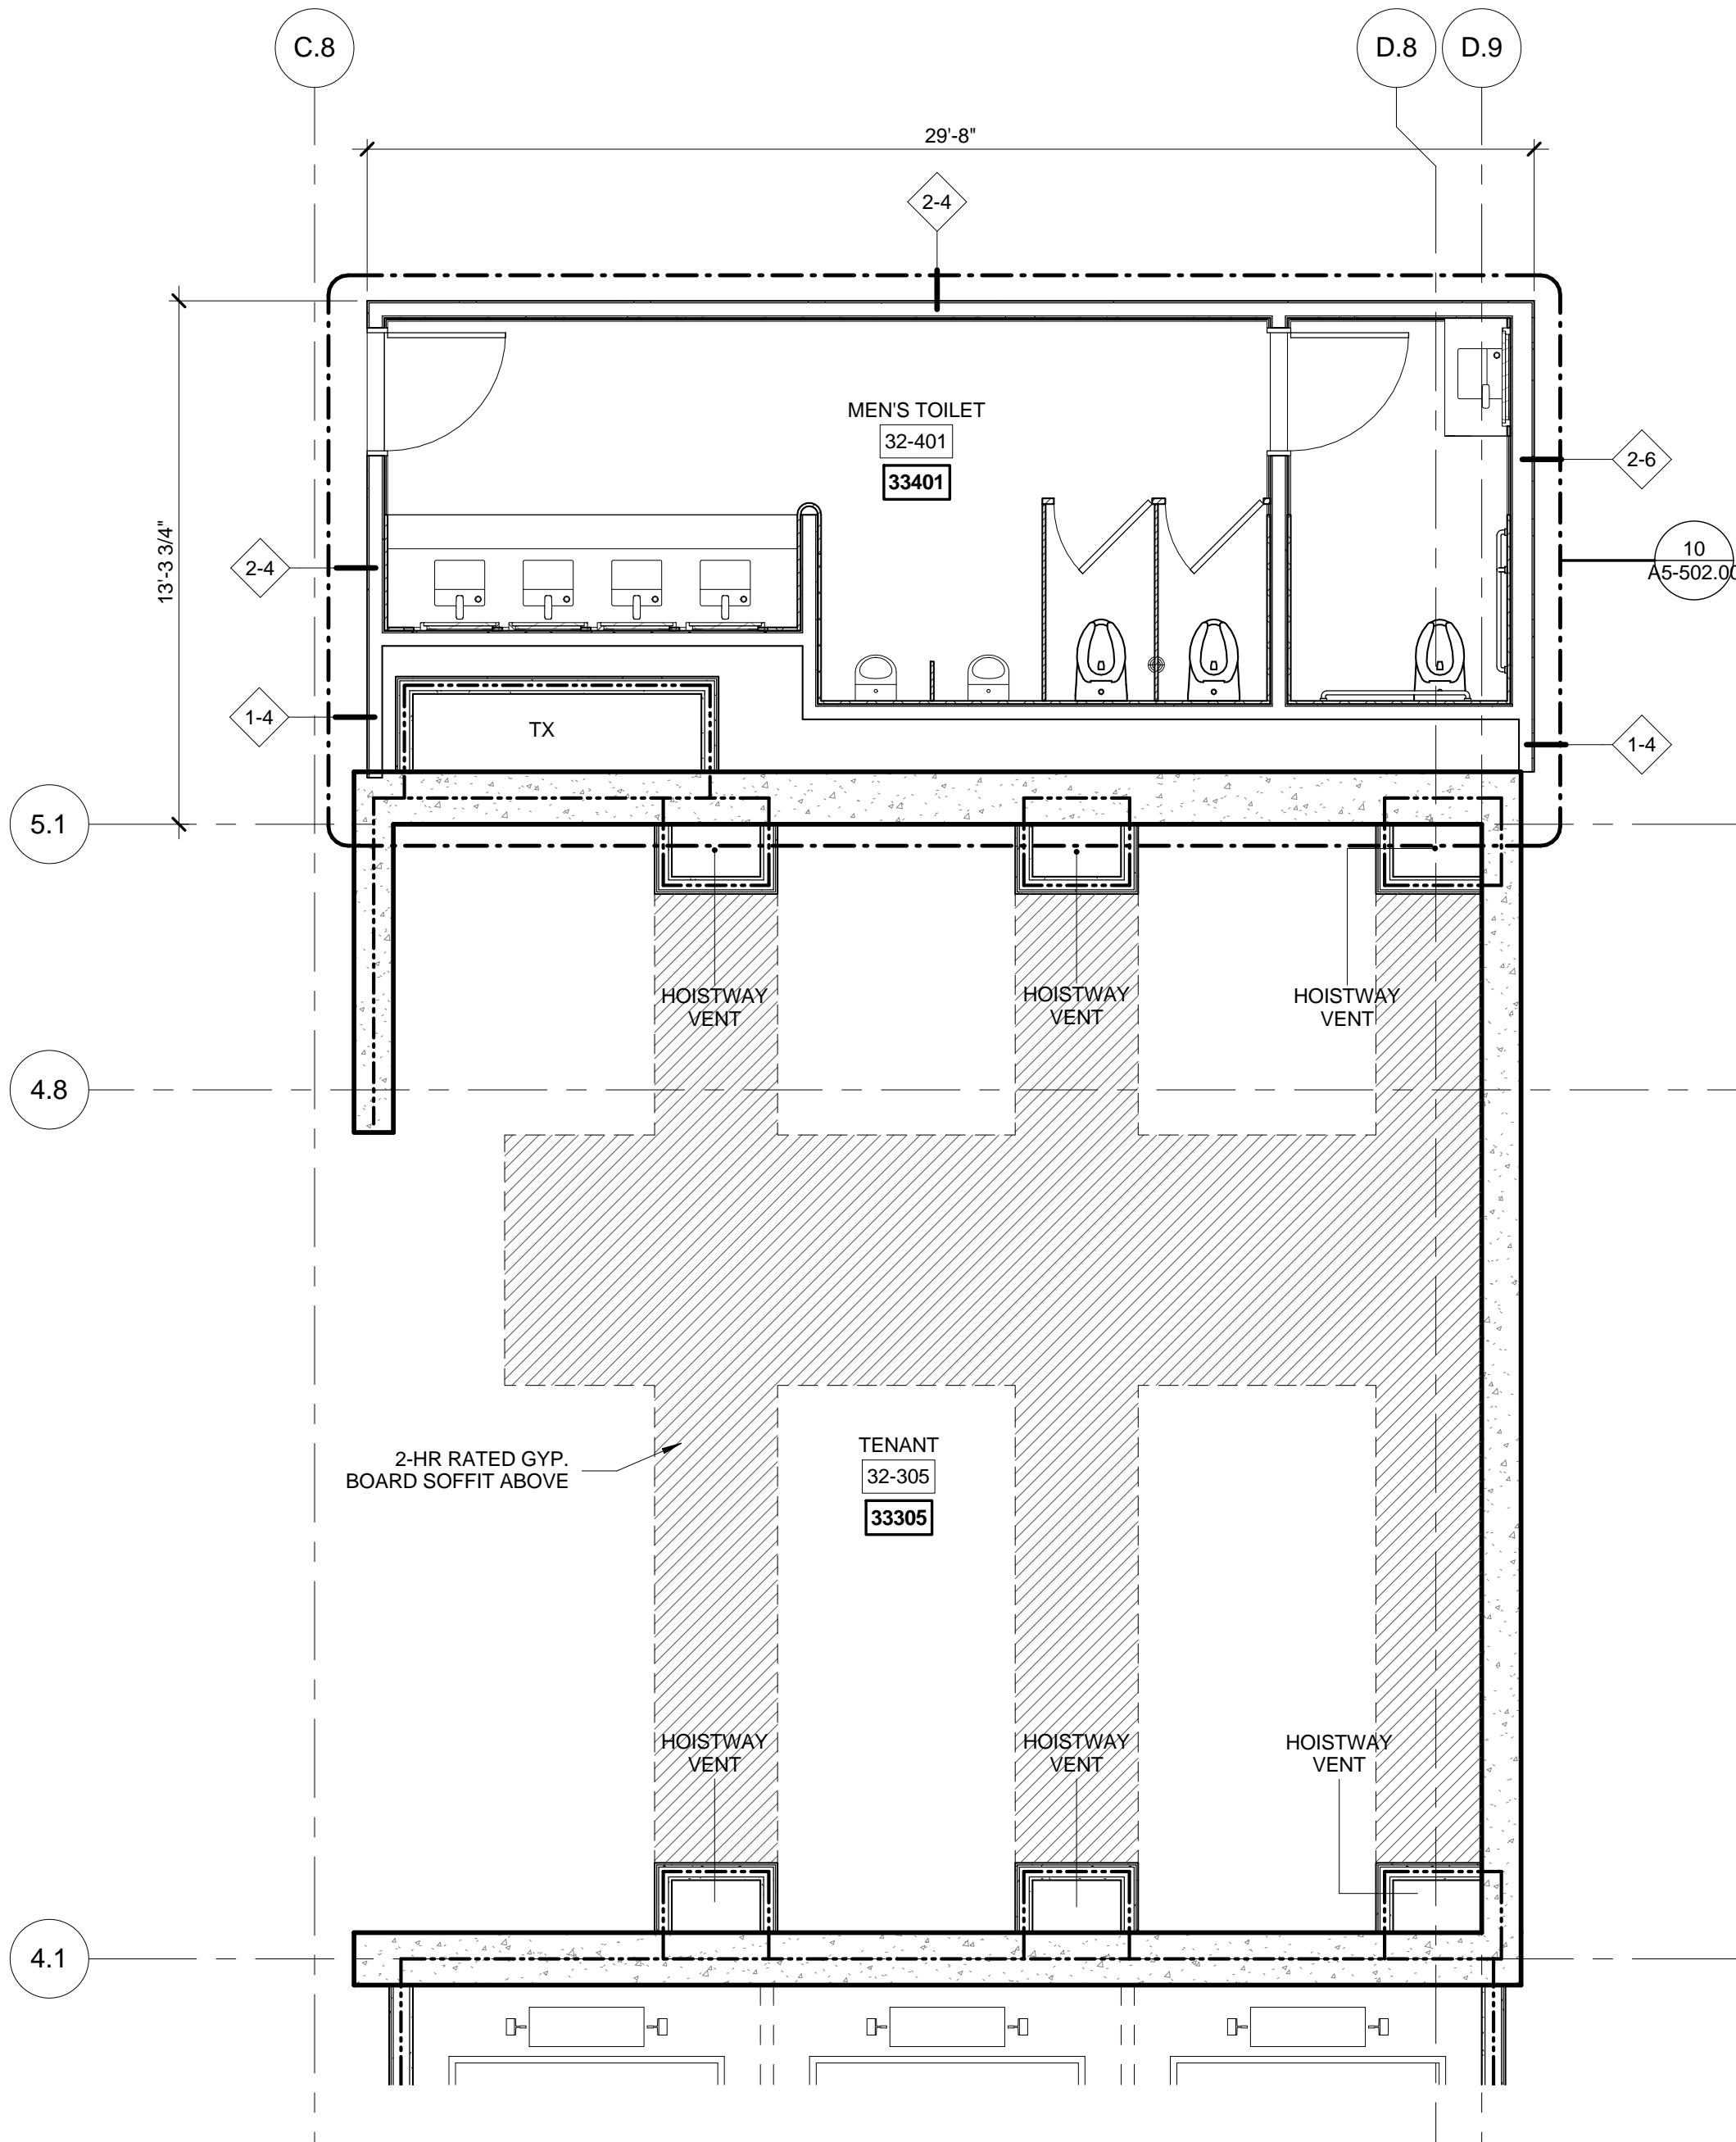 C.8
D.8
D.9
29'-8"
2-4
13'-3 3/4"
MEN'S TOILET
32-401
33401
2-6
2-4
10
A5-502.00
1-4
TX
1-4
5.1
HOISTWAY
VENT
HOISTWAY
VENT
HOISTWAY
VENT
4.8
2-HR RATED GYP.
BOARD SOFFIT ABOVE
TENANT
32-305
33305
HOISTWAY
VENT
HOISTWAY
VENT
HOISTWAY
VENT
4.1